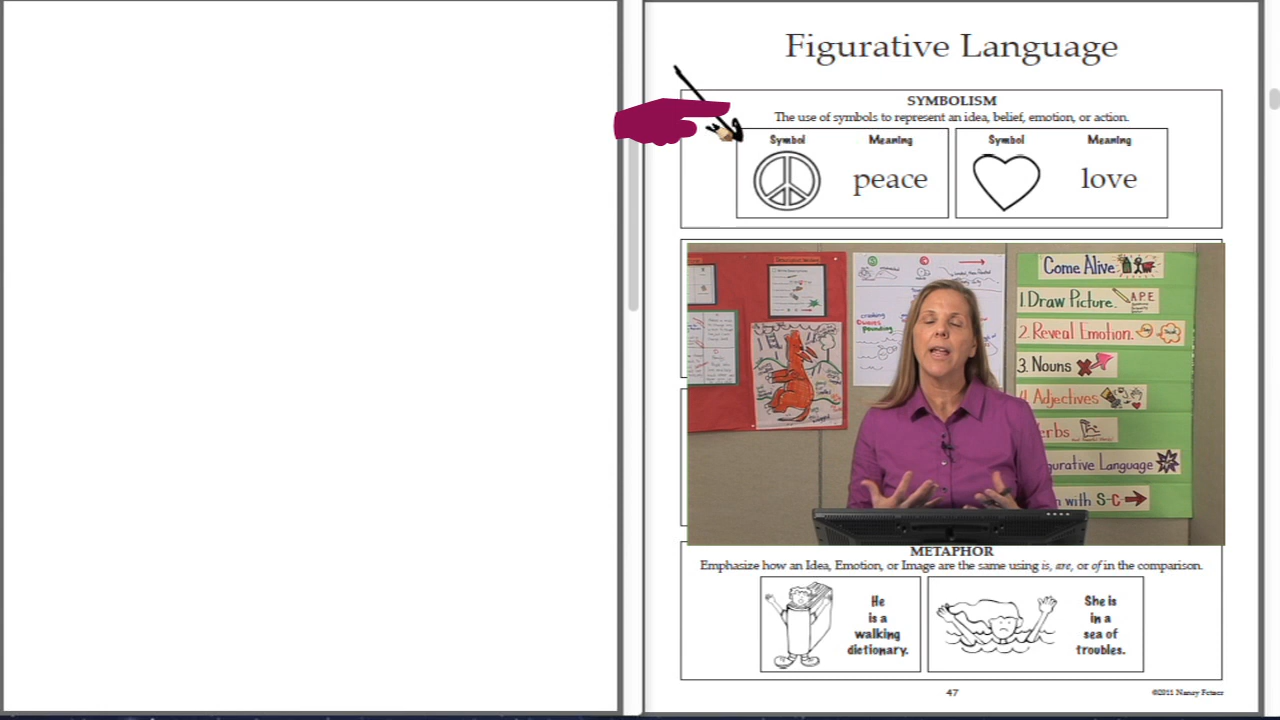 Figurative Language
SYMBOLISM
The use of symbols to represent an idea, belief, emotion, or action.
Symbol Meaning
peace
Symbol Meaning
love
Come Alive
1. Draw Picture. A.P.E.
2. Reveal Emotion.
3. Nouns
4. Adjectives
erbs
gurative Language
with S-C
creaking
pounding
METAPHOR
Emphasize how an Idea, Emotion, or Image are the same using is, are, or of in the comparison.
He
is a
walking
dictionary.
She is
in a
sea of
troubles.
47
©2011 Nancy Fetzer